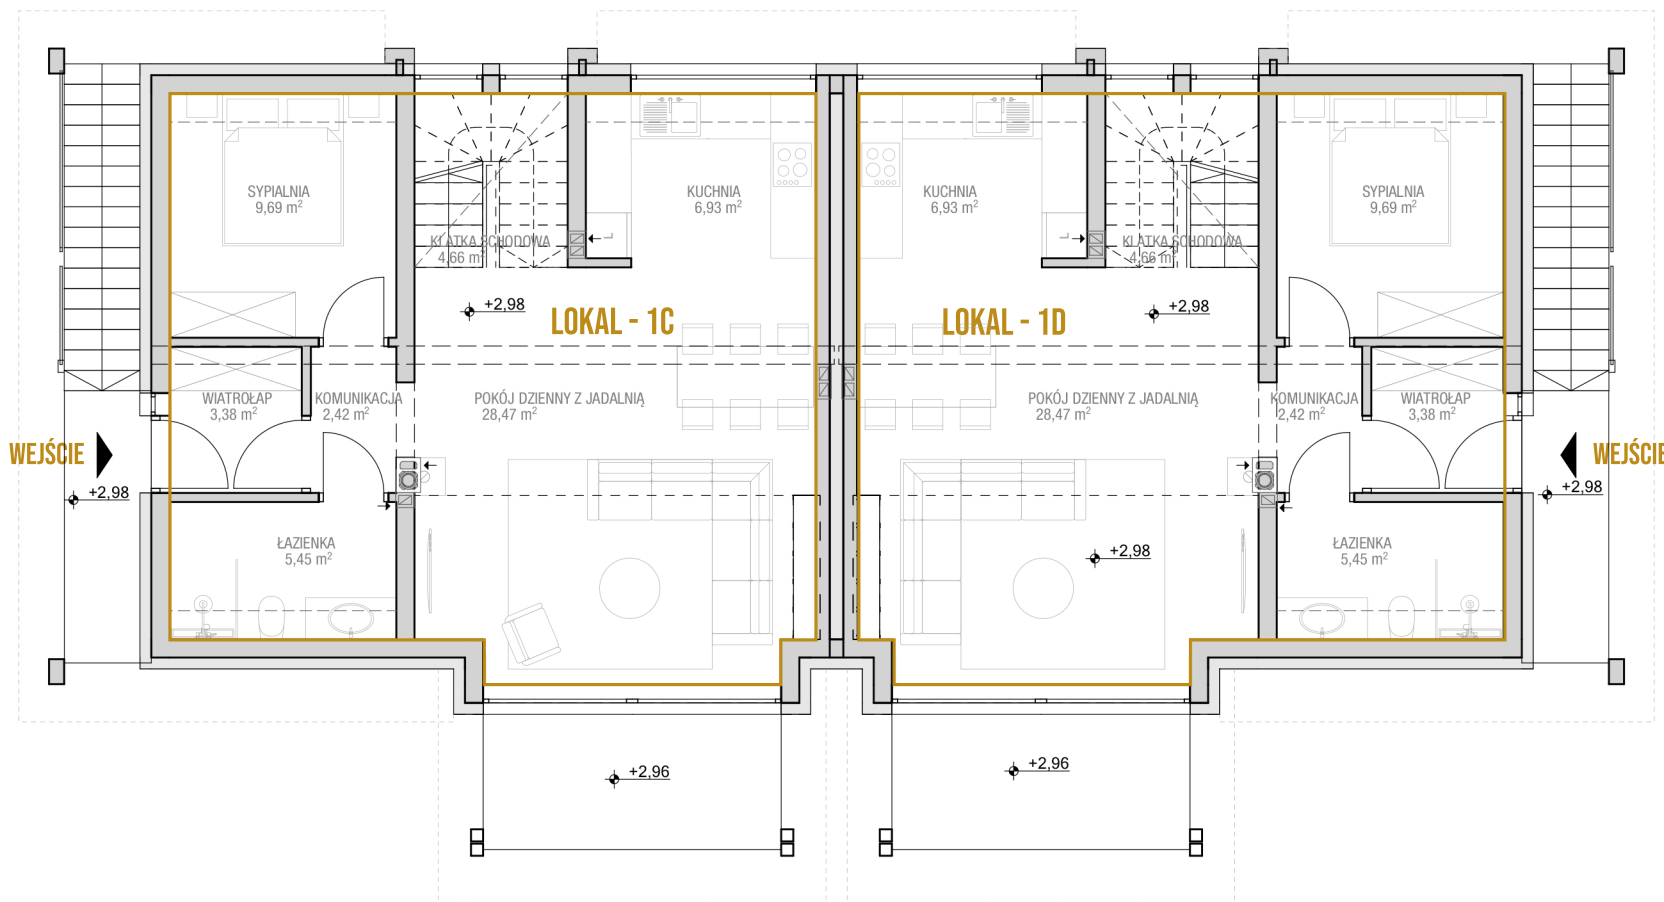 SYPIALNIA
9,69 m²
KUCHNIA
6,93 m²
KUCHNIA
6,93 m²
SYPIALNIA
9,69 m²
KLATKA SCHODOWA
4,66 m²
KLATKA SCHODOWA
4,66 m²
+2,98
LOKAL - 1C
LOKAL - 1D
+2,98
WIATROŁAP
3,38 m²
KOMUNIKACJA
2,42 m²
POKÓJ DZIENNY Z JADALNIĄ
28,47 m²
POKÓJ DZIENNY Z JADALNIĄ
28,47 m²
KOMUNIKACJA
2,42 m²
WIATROŁAP
3,38 m²
WEJŚCIE
WEJŚCIE
+2,98
+2,98
ŁAZIENKA
5,45 m²
+2,98
ŁAZIENKA
5,45 m²
+2,96
+2,96